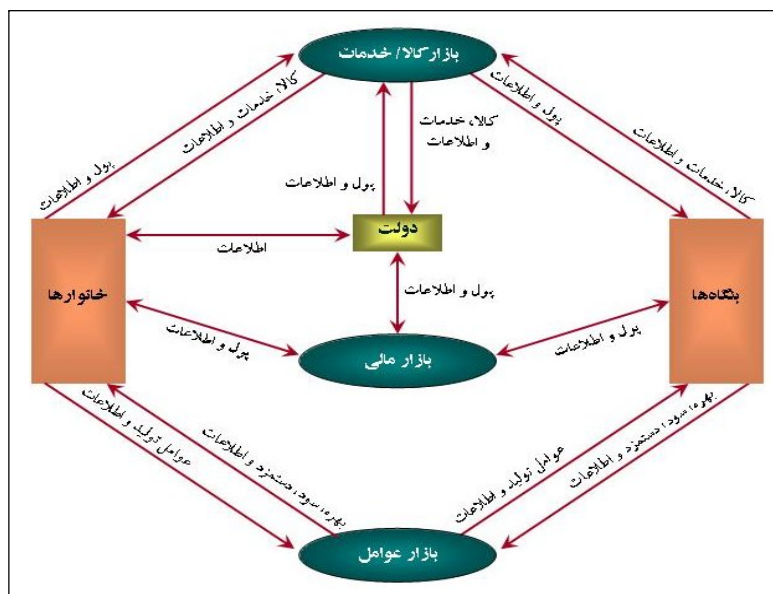 بازار کالا/ خدمات
پول و اطلاعات
کالا، خدمات و اطلاعات
کالا، خدمات
و اطلاعات
پول و اطلاعات
پول و اطلاعات
کالا، خدمات و اطلاعات
دولت
اطلاعات
خانوارها
بنگاه‌ها
پول و اطلاعات
پول و اطلاعات
پول و اطلاعات
بازار مالی
عوامل تولید و اطلاعات
بهره، سود، دستمزد و اطلاعات
عوامل تولید و اطلاعات
بهره، سود، دستمزد و اطلاعات
بازار عوامل